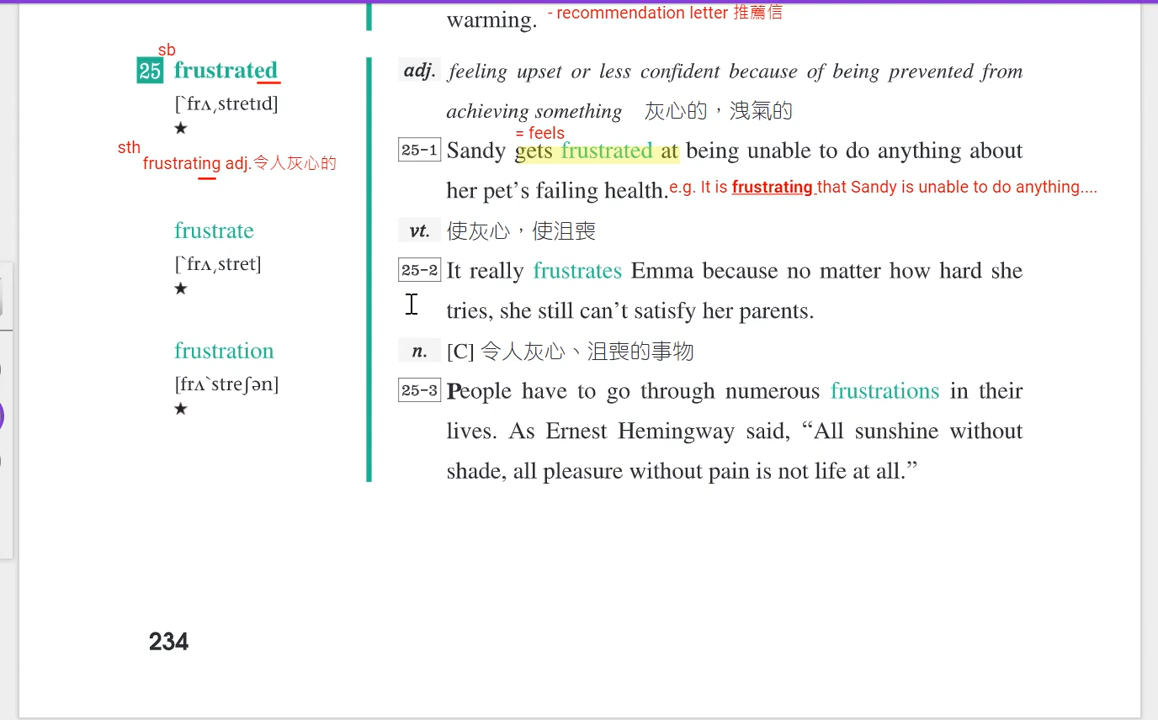 warming. - recommendation letter 推薦信
sb
25 frustrated
[ˋfrʌ͵stretɪd]
★
adj. feeling upset or less confident because of being prevented from
achieving something 灰心的，洩氣的
= feels
25-1 Sandy gets frustrated at being unable to do anything about
her pet’s failing health. e.g. It is frustrating that Sandy is unable to do anything....
sth
frustrating adj.令人灰心的
frustrate
[ˋfrʌ͵stret]
★
vt. 使灰心，使沮喪
25-2 It really frustrates Emma because no matter how hard she
tries, she still can’t satisfy her parents.
frustration
[frʌˋstreʃən]
★
n. [C] 令人灰心、沮喪的事物
25-3 People have to go through numerous frustrations in their
lives. As Ernest Hemingway said, “All sunshine without
shade, all pleasure without pain is not life at all.”
234